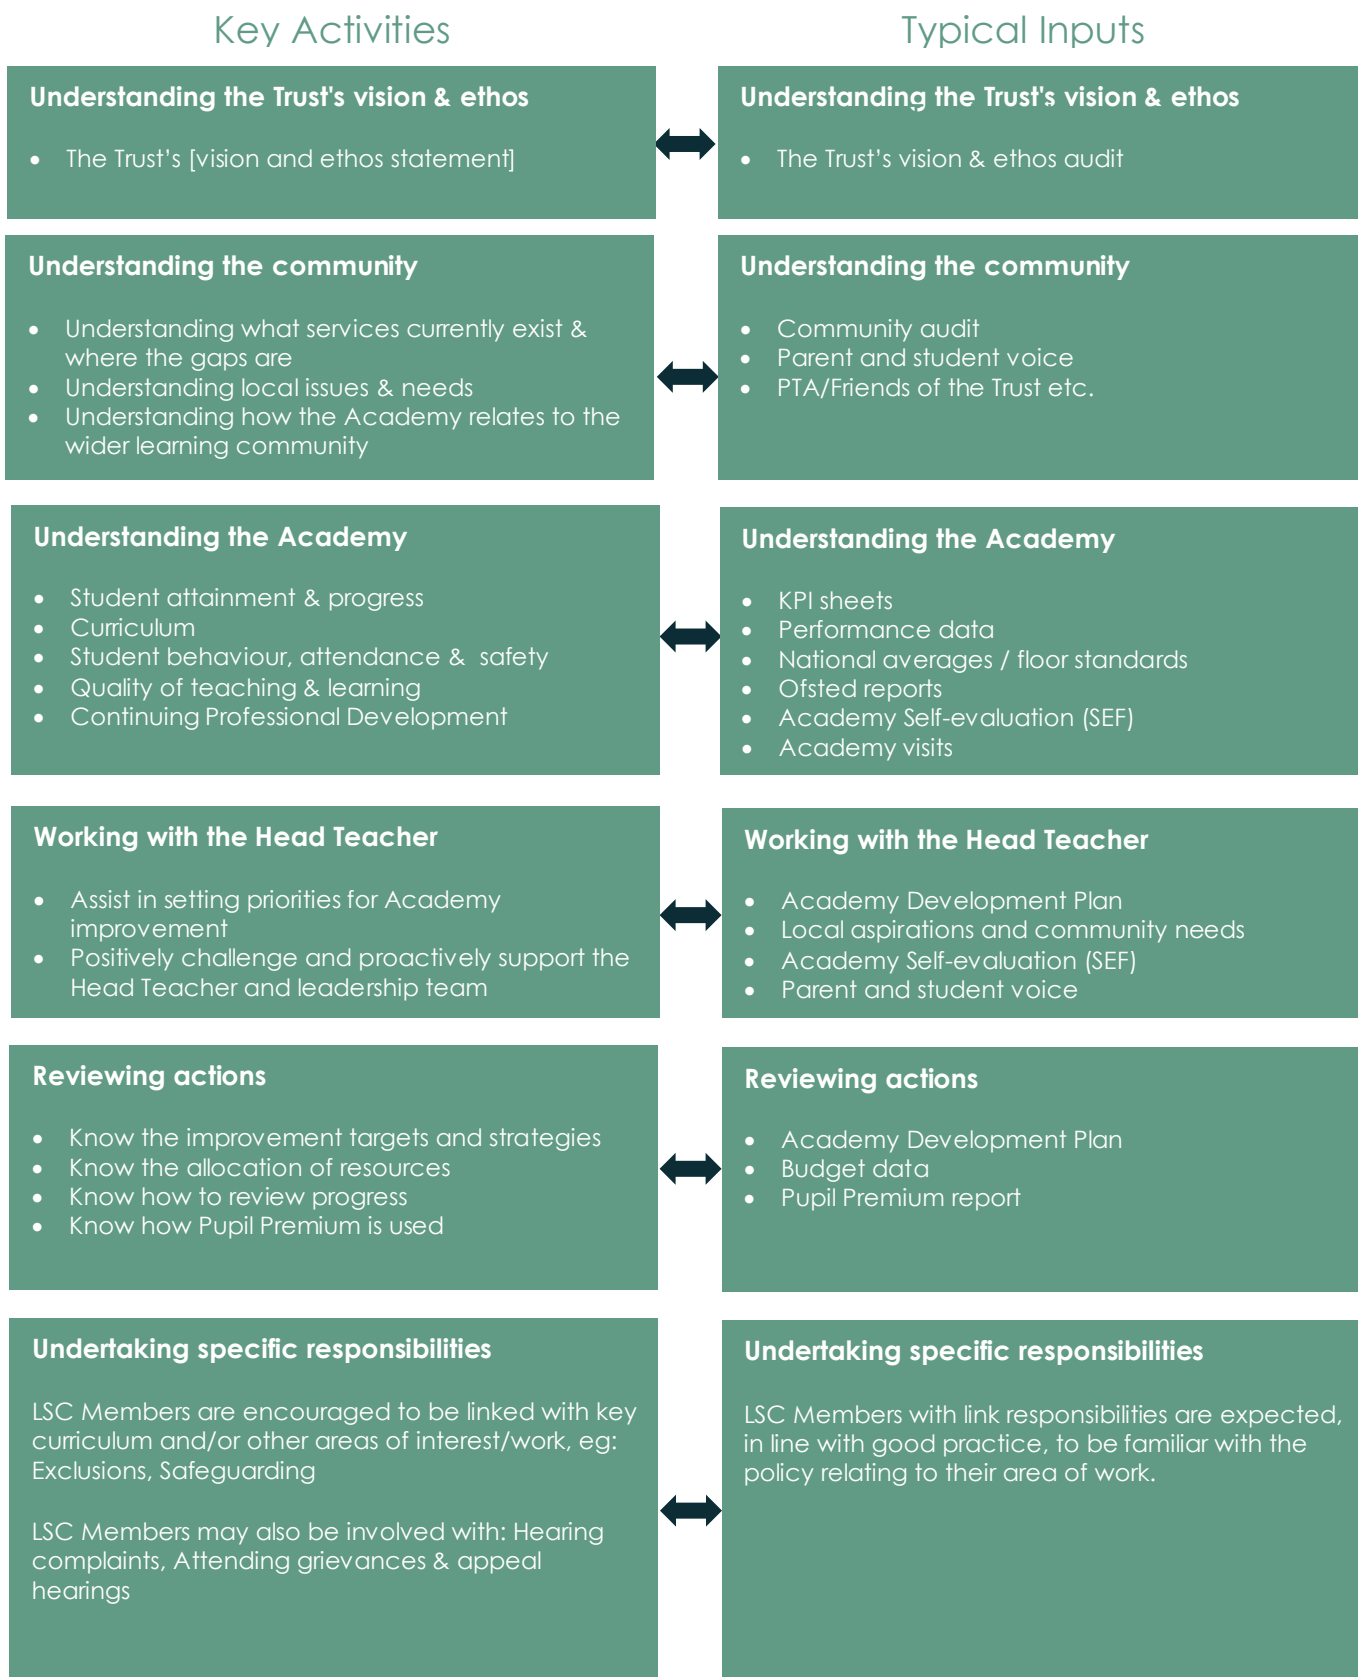 Key Activities
Typical Inputs
Understanding the Trust's vision & ethos
• The Trust’s [vision and ethos statement]
Understanding the Trust's vision & ethos
• The Trust’s vision & ethos audit
Understanding the community
• Understanding what services currently exist &
where the gaps are
• Understanding local issues & needs
• Understanding how the Academy relates to the
wider learning community
Understanding the community
• Community audit
• Parent and student voice
• PTA/Friends of the Trust etc.
Understanding the Academy
• Student attainment & progress
• Curriculum
• Student behaviour, attendance &  safety
• Quality of teaching & learning
• Continuing Professional Development
Understanding the Academy
• KPI sheets
• Performance data
• National averages / floor standards
• Ofsted reports
• Academy Self-evaluation (SEF)
• Academy visits
Working with the Head Teacher
• Assist in setting priorities for Academy
improvement
• Positively challenge and proactively support the
Head Teacher and leadership team
Working with the Head Teacher
• Academy Development Plan
• Local aspirations and community needs
• Academy Self-evaluation (SEF)
• Parent and student voice
Reviewing actions
• Know the improvement targets and strategies
• Know the allocation of resources
• Know how to review progress
• Know how Pupil Premium is used
Reviewing actions
• Academy Development Plan
• Budget data
• Pupil Premium report
Undertaking specific responsibilities
LSC Members are encouraged to be linked with key
curriculum and/or other areas of interest/work, eg:
Exclusions, Safeguarding
LSC Members may also be involved with: Hearing
complaints, Attending grievances & appeal
hearings
Undertaking specific responsibilities
LSC Members with link responsibilities are expected,
in line with good practice, to be familiar with the
policy relating to their area of work.